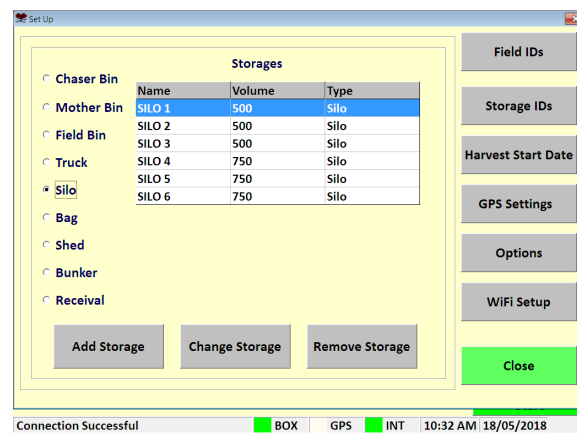 Set Up
Storages
Chaser Bin
Mother Bin
Field Bin
Truck
Silo
Bag
Shed
Bunker
Receival
Name Volume Type
SILO 1 500 Silo
SILO 2 500 Silo
SILO 3 500 Silo
SILO 4 750 Silo
SILO 5 750 Silo
SILO 6 750 Silo
Add Storage Change Storage Remove Storage
Field IDs
Storage IDs
Harvest Start Date
GPS Settings
Options
WiFi Setup
Close
Connection Successful BOX GPS INT 10:32 AM 18/05/2018